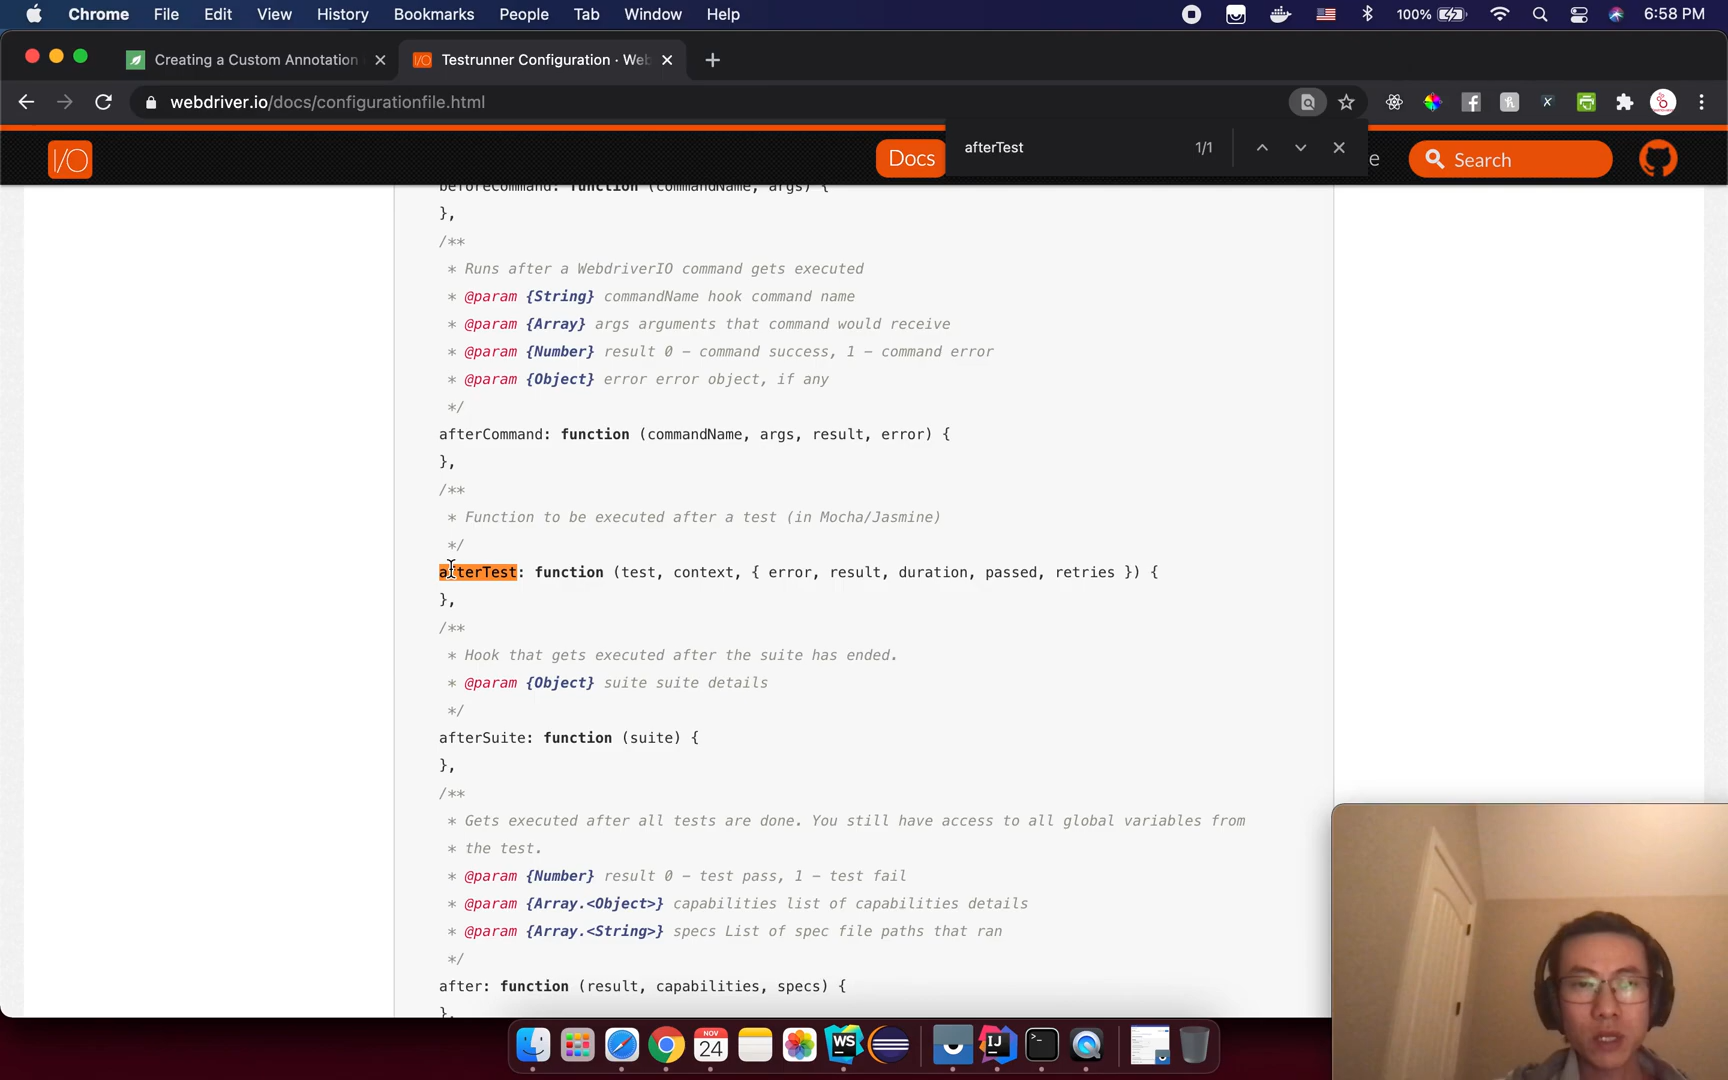 Chrome File Edit View History Bookmarks People Tab Window Help 100% 6:58 PM
Creating a Custom Annotation Testrunner Configuration · Web
webdriver.io/docs/configurationfile.html
afterTest 1/1
I/O Docs e Search
beforeCommand: function (commandName, args) {
},
/**
* Runs after a WebdriverIO command gets executed
* @param {String} commandName hook command name
* @param {Array} args arguments that command would receive
* @param {Number} result 0 - command success, 1 - command error
* @param {Object} error error object, if any
*/
afterCommand: function (commandName, args, result, error) {
},
/**
* Function to be executed after a test (in Mocha/Jasmine)
*/
afterTest: function (test, context, { error, result, duration, passed, retries }) {
},
/**
* Hook that gets executed after the suite has ended.
* @param {Object} suite suite details
*/
afterSuite: function (suite) {
},
/**
* Gets executed after all tests are done. You still have access to all global variables from
* the test.
* @param {Number} result 0 - test pass, 1 - test fail
* @param {Array.<Object>} capabilities list of capabilities details
* @param {Array.<String>} specs List of spec file paths that ran
*/
after: function (result, capabilities, specs) {
},
NOV
24
WS
IJ